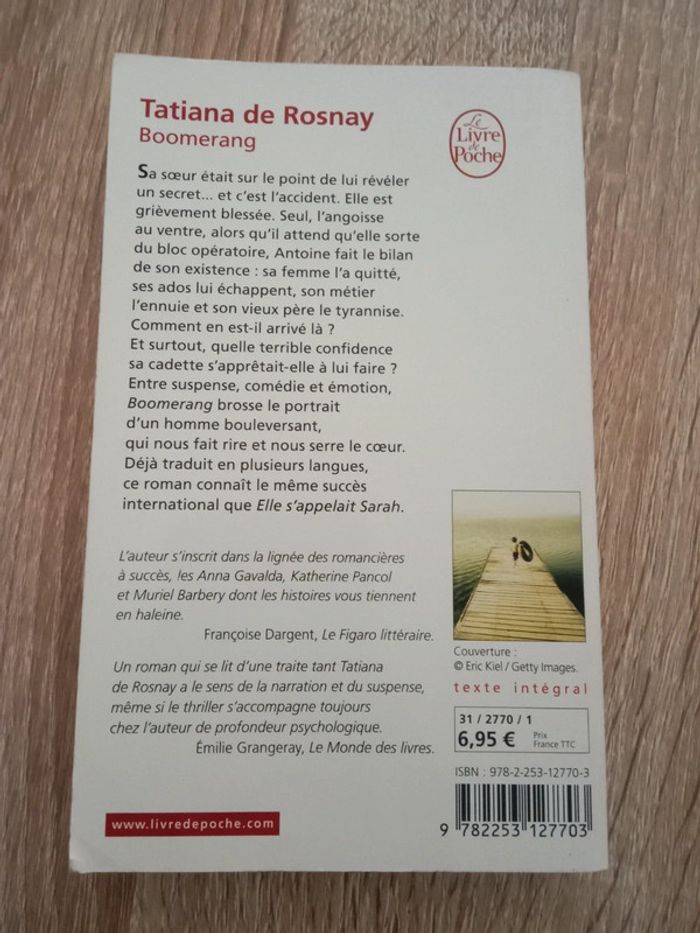 Tatiana de Rosnay
Boomerang
Le
Livre
de
Poche
Sa sœur était sur le point de lui révéler
un secret... et c'est l'accident. Elle est
grièvement blessée. Seul, l'angoisse
au ventre, alors qu'il attend qu'elle sorte
du bloc opératoire, Antoine fait le bilan
de son existence : sa femme l'a quitté,
ses ados lui échappent, son métier
l'ennuie et son vieux père le tyrannise.
Comment en est-il arrivé là ?
Et surtout, quelle terrible confidence
sa cadette s'apprêtait-elle à lui faire ?
Entre suspense, comédie et émotion,
Boomerang brosse le portrait
d'un homme bouleversant,
qui nous fait rire et nous serre le cœur.
Déjà traduit en plusieurs langues,
ce roman connaît le même succès
international que Elle s'appelait Sarah.
L'auteur s'inscrit dans la lignée des romancières
à succès, les Anna Gavalda, Katherine Pancol
et Muriel Barbery dont les histoires vous tiennent
en haleine.
Françoise Dargent, Le Figaro littéraire.
Un roman qui se lit d'une traite tant Tatiana
de Rosnay a le sens de la narration et du suspense,
même si le thriller s'accompagne toujours
chez l'auteur de profondeur psychologique.
Émilie Grangeray, Le Monde des livres.
www.livredepoche.com
Couverture :
© Eric Kiel / Getty Images.
texte intégral
31 / 2770 / 1
6,95 € Prix
France TTC
ISBN : 978-2-253-12770-3
9 782253 127703